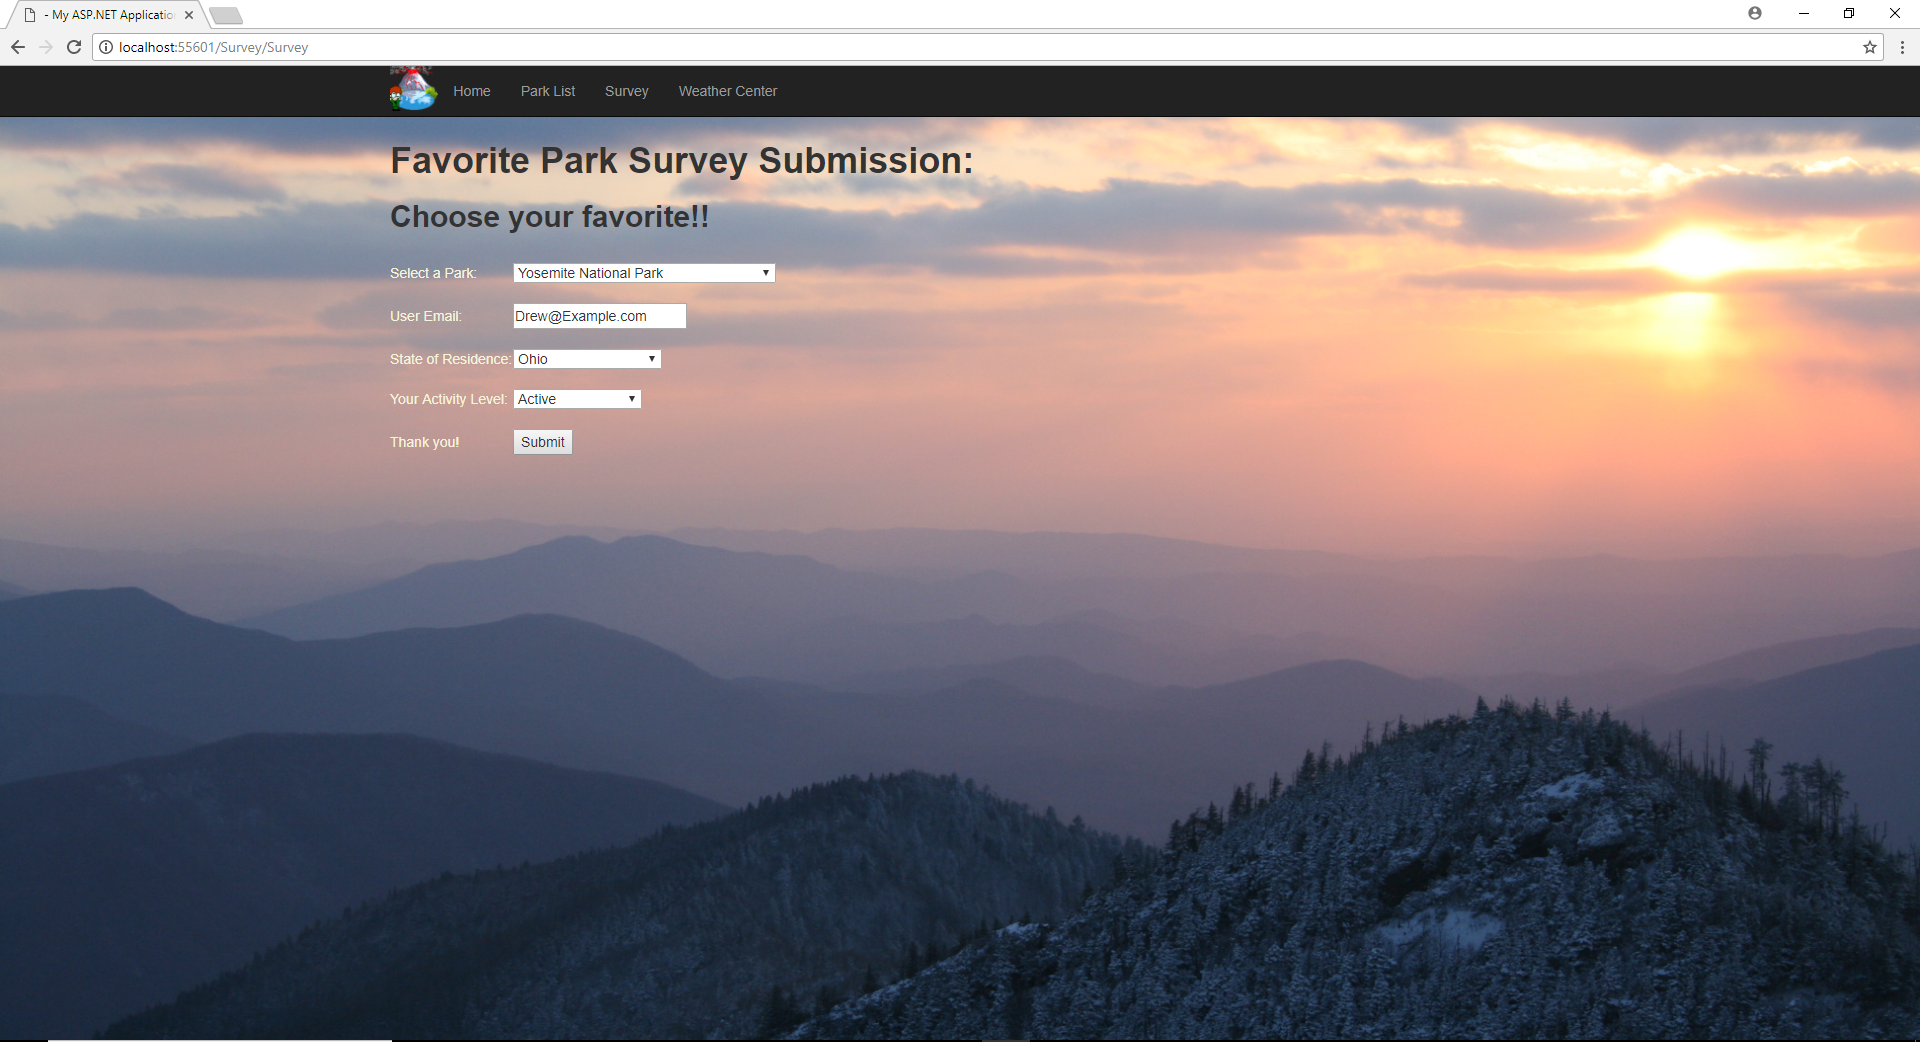 - My ASP.NET Applicatio
localhost:55601/Survey/Survey
Home Park List Survey Weather Center
Favorite Park Survey Submission:
Choose your favorite!!
Select a Park: Yosemite National Park
User Email: Drew@Example.com
State of Residence: Ohio
Your Activity Level: Active
Thank you! Submit